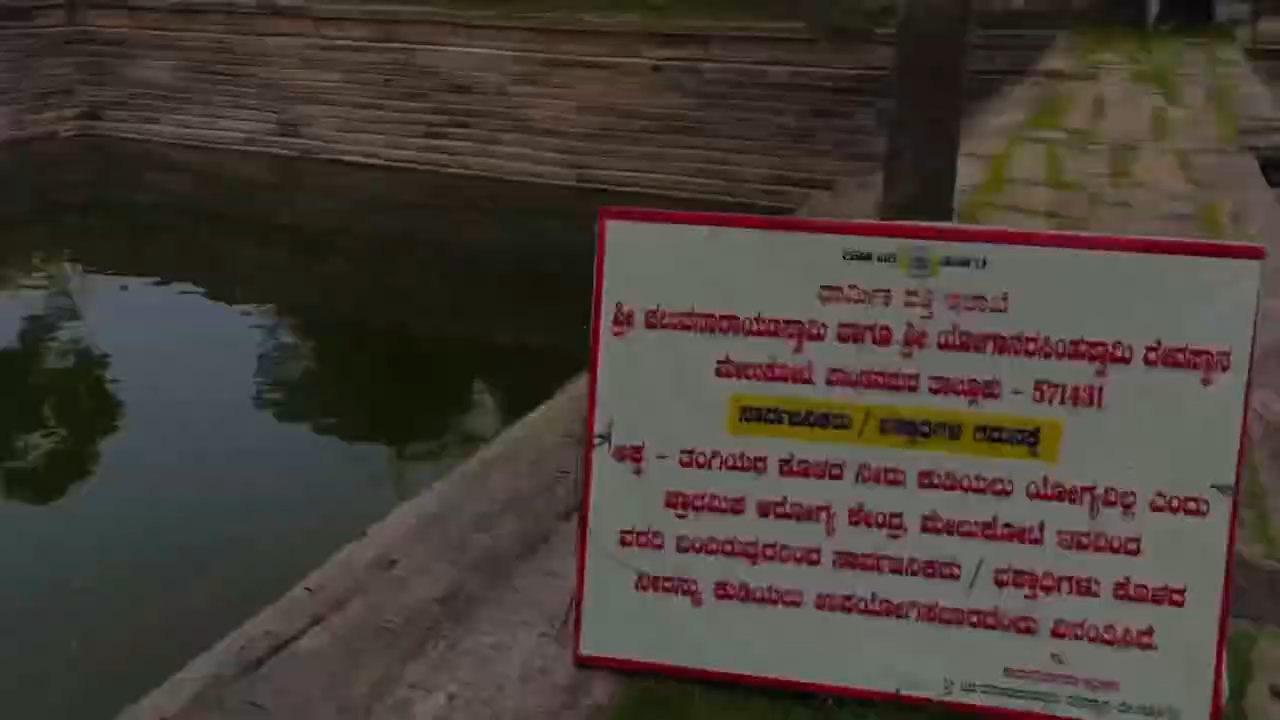 ಧಾರ್ಮಿಕ ದತ್ತಿ ಇಲಾಖೆ
ಶ್ರೀ ಚಲುವನಾರಾಯಣಸ್ವಾಮಿ ಹಾಗೂ ಶ್ರೀ ಯೋಗಾನರಸಿಂಹಸ್ವಾಮಿ ದೇವಸ್ಥಾನ
ಮೇಲುಕೋಟೆ, ಪಾಂಡವಪುರ ತಾಲ್ಲೂಕು - 571431
ಸಾರ್ವಜನಿಕರು / ಭಕ್ತಾಧಿಗಳ ಗಮನಕ್ಕೆ
ಅಕ್ಕ - ತಂಗಿಯರ ಕೊಳದ ನೀರು ಕುಡಿಯಲು ಯೋಗ್ಯವಿಲ್ಲ ಎಂದು
ಪ್ರಾಥಮಿಕ ಆರೋಗ್ಯ ಕೇಂದ್ರ, ಮೇಲುಕೋಟೆ ಇವರಿಂದ
ವರದಿ ಬಂದಿರುವುದರಿಂದ ಸಾರ್ವಜನಿಕರು / ಭಕ್ತಾಧಿಗಳು ಕೊಳದ
ನೀರನ್ನು ಕುಡಿಯಲು ಉಪಯೋಗಿಸಬಾರದೆಂದು ವಿನಂತಿಸಿದೆ.